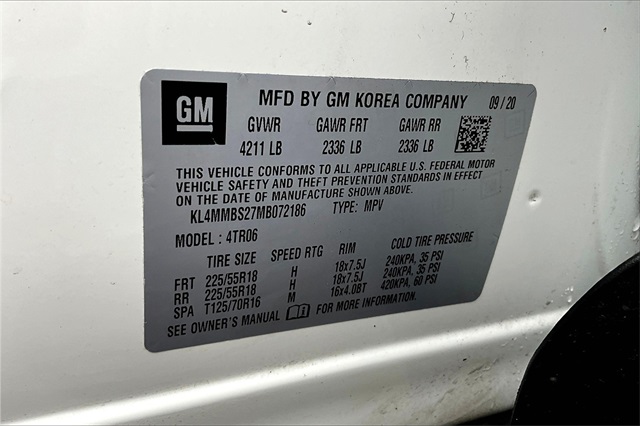 GM MFD BY GM KOREA COMPANY 09/20
GVWR GAWR FRT GAWR RR
4211 LB 2336 LB 2336 LB
THIS VEHICLE CONFORMS TO ALL APPLICABLE U.S. FEDERAL MOTOR
VEHICLE SAFETY AND THEFT PREVENTION STANDARDS IN EFFECT
ON THE DATE OF MANUFACTURE SHOWN ABOVE.
KL4MMBS27MB072186 TYPE: MPV
MODEL: 4TR06
TIRE SIZE SPEED RTG RIM COLD TIRE PRESSURE
FRT 225/55R18 H 18x7.5J 240KPA, 35 PSI
RR 225/55R18 H 18x7.5J 240KPA, 35 PSI
SPA T125/70R16 M 16x4.0BT 420KPA, 60 PSI
SEE OWNER'S MANUAL FOR MORE INFORMATION.